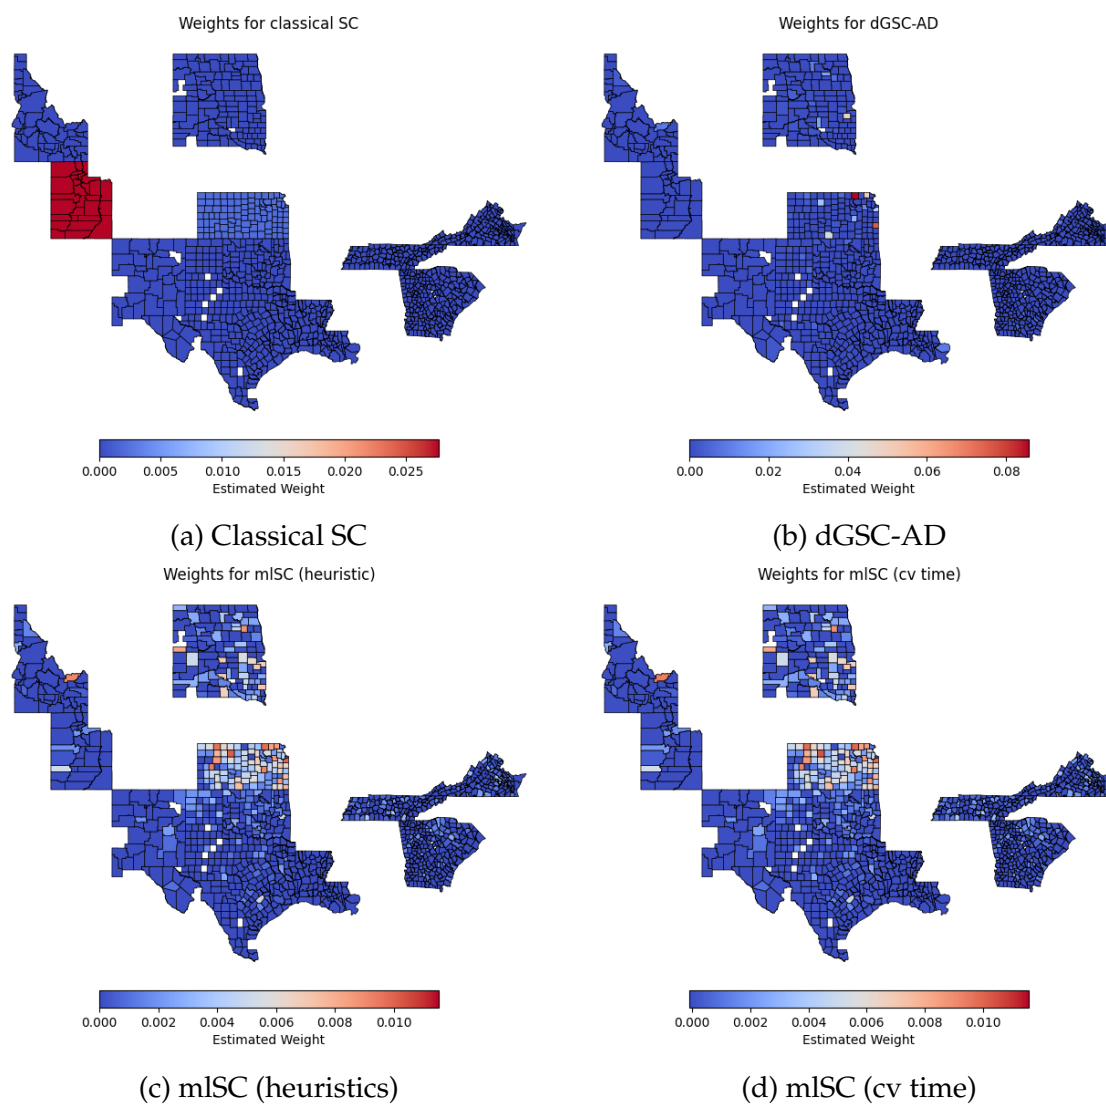 Weights for classical SC
0.000 0.005 0.010 0.015 0.020 0.025
Estimated Weight
(a) Classical SC
Weights for dGSC-AD
0.00 0.02 0.04 0.06 0.08
Estimated Weight
(b) dGSC-AD
Weights for mlSC (heuristic)
0.000 0.002 0.004 0.006 0.008 0.010
Estimated Weight
(c) mlSC (heuristics)
Weights for mlSC (cv time)
0.000 0.002 0.004 0.006 0.008 0.010
Estimated Weight
(d) mlSC (cv time)